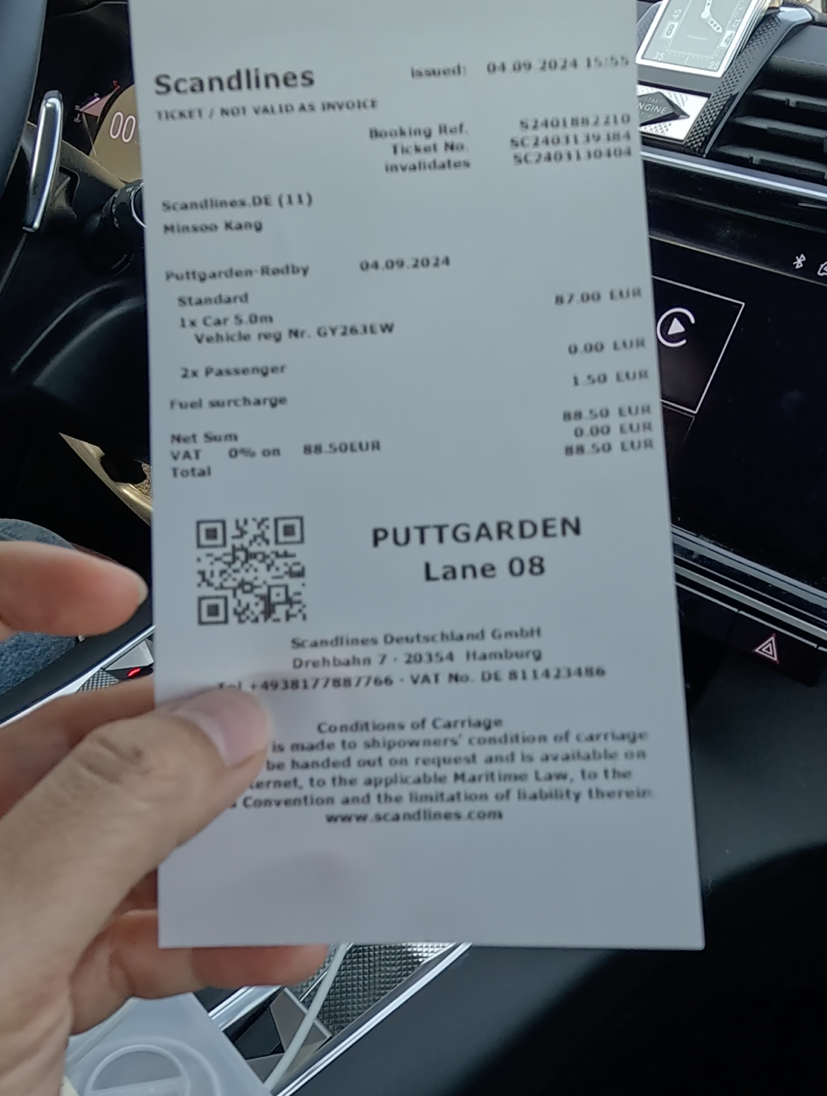 Scandlines issued: 04.09.2024 15:55
TICKET / NOT VALID AS INVOICE
Booking Ref. S2401882210
Ticket No. SC2403139384
invalidates SC2403130404
Scandlines.DE (11)
Minsoo Kang
Puttgarden-Rødby 04.09.2024
Standard 87.00 EUR
1x Car 5.0m
Vehicle reg Nr. GY263EW
2x Passenger 0.00 EUR
Fuel surcharge 1.50 EUR
Net Sum 88.50 EUR
VAT 0% on 88.50EUR 0.00 EUR
Total 88.50 EUR
PUTTGARDEN
Lane 08
Scandlines Deutschland GmbH
Drehbahn 7 · 20354 Hamburg
Tel +4938177887766 · VAT No. DE 811423486
Conditions of Carriage
is made to shipowners' condition of carriage
be handed out on request and is available on
ernet, to the applicable Maritime Law, to the
Convention and the limitation of liability therein.
www.scandlines.com
00